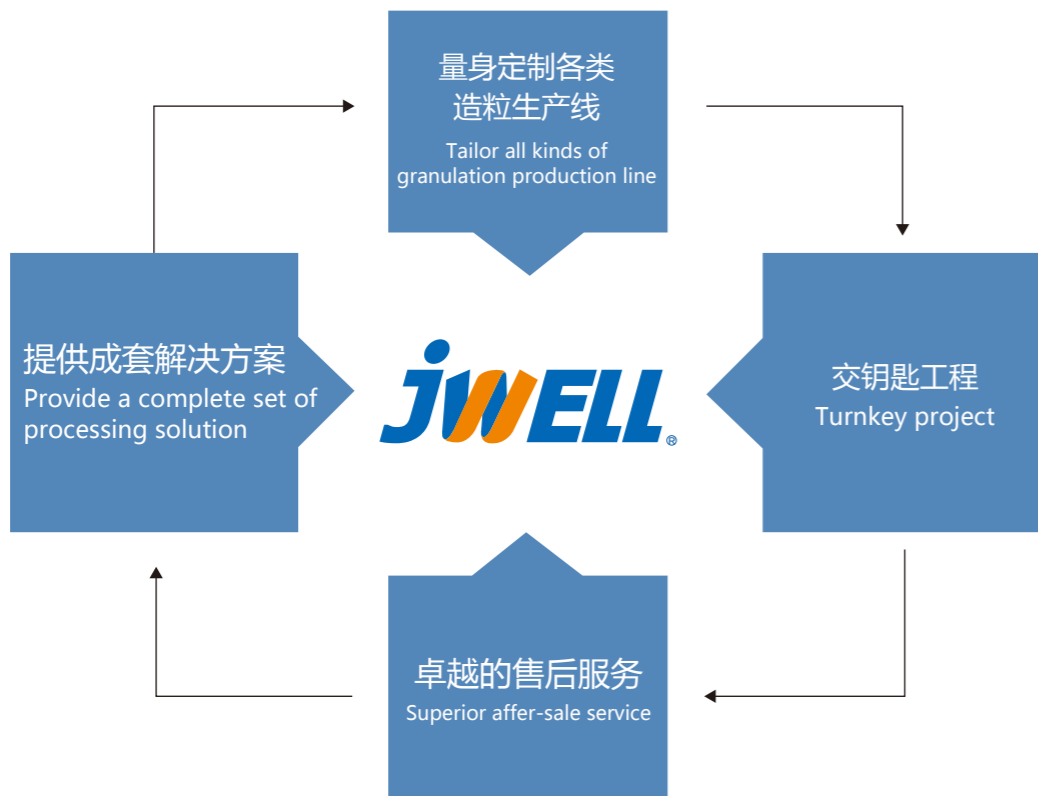 量身定制各类
造粒生产线
Tailor all kinds of
granulation production line
提供成套解决方案
Provide a complete set of
processing solution
jWELL®
交钥匙工程
Turnkey project
卓越的售后服务
Superior affer-sale service